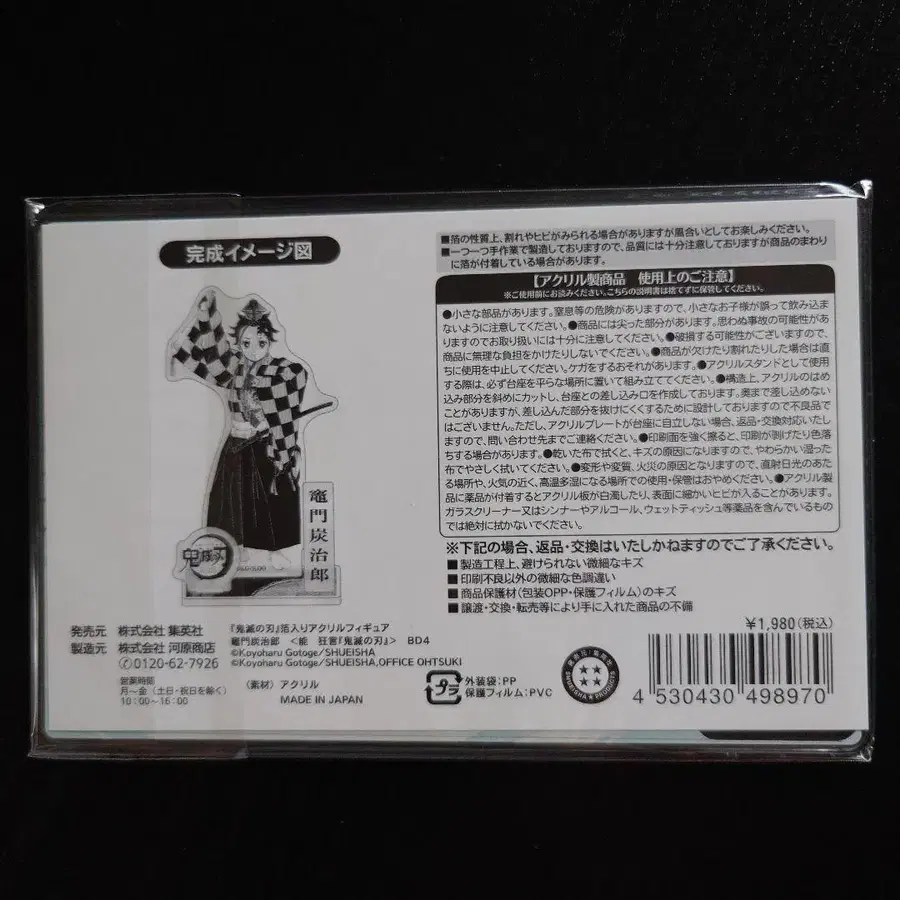 完成イメージ図
竈門炭治郎
鬼滅の刃
■箔の性質上、割れやヒビがみられる場合がありますが風合いとしてお楽しみください。
■一つ一つ手作業で製造しておりますので、品質には十分注意しておりますが商品のまわり
に箔が付着している場合があります。
【アクリル製商品 使用上のご注意】
※ご使用前にお読みください。こちらの説明書は捨てずに保管してください。
●小さな部品があります。窒息等の危険がありますので、小さなお子様が誤って飲み込ま
ないように注意してください。●商品には尖った部分があります。思わぬ事故の可能性があ
りますのでお取り扱いには十分に注意してください。●破損する可能性がございますので、
商品に無理な負担をかけたりしないでください。●商品が欠けたり割れたりした場合は直
ちに使用を中止してください。ケガをするおそれがあります。●アクリルスタンドとして使用
する際は、必ず台座を平らな場所に置いて組み立ててください。●構造上、アクリルのはめ
込み部分を斜めにカットし、台座との差し込み口を作成しております。奥まで差し込めない
ことがありますが、差し込んだ部分を抜けにくくするために設計しておりますので不良品で
はございません。ただし、アクリルプレートが台座に自立しない場合、返品・交換対応いたし
ますので、問い合わせ先までご連絡ください。●印刷面を強く擦ると、印刷が剥げたり色落
ちする場合がございます。●乾いた布で拭くと、キズの原因になりますので、やわらかい湿った
布でやさしく拭いてください。●変形や変質、火災の原因となりますので、直射日光のあた
る場所や、火気の近く、高温多湿になる場所での使用・保管はおやめください。●アクリル製
品に薬品が付着するとアクリル板が白濁したり、表面に細かいヒビが入ることがあります。
ガラスクリーナー又はシンナーやアルコール、ウェットティッシュ等薬品を含んでいるもの
では絶対に拭かないでください。
※下記の場合、返品・交換はいたしかねますのでご了承ください。
■製造工程上、避けられない微細なキズ
■印刷不良以外の微細な色調違い
■商品保護材(包装OPP・保護フィルム)のキズ
■譲渡・交換・転売等により手に入れた商品の不備
発売元 株式会社 集英社
製造元 株式会社 河原商店
✆0120-62-7926
営業時間
月～金(土日・祝日を除く)
10:00～16:00
『鬼滅の刃』箔入りアクリルフィギュア
竈門炭治郎 <能 狂言『鬼滅の刃』> BD4
©Koyoharu Gotoge/SHUEISHA
©Koyoharu Gotoge/SHUEISHA,OFFICE OHTSUKI
(素材) アクリル
MADE IN JAPAN
プラ
外装袋:PP
保護フィルム:PVC
発売元:集英社
SHUEISHA★PRODUCTS
¥1,980(税込)
4 530430 498970